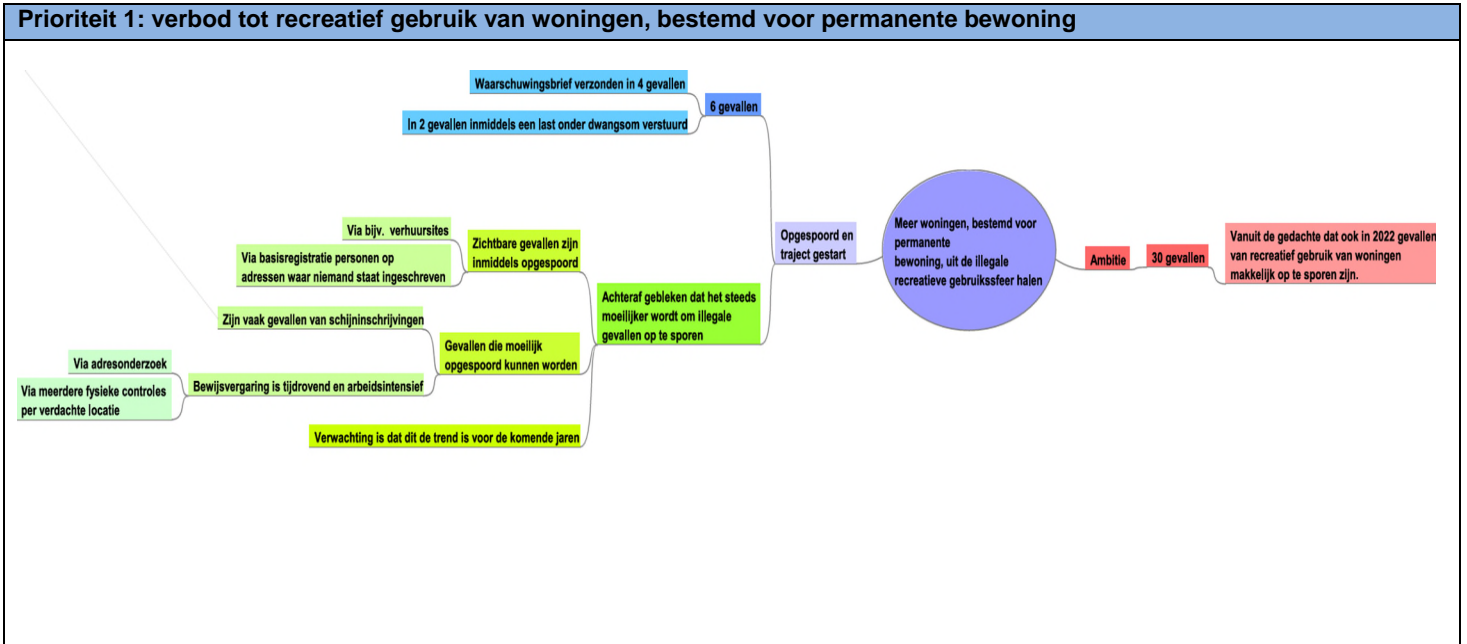 Prioriteit 1: verbod tot recreatief gebruik van woningen, bestemd voor permanente bewoning
Waarschuwingsbrief verzonden in 4 gevallen
In 2 gevallen inmiddels een last onder dwangsom verstuurd
6 gevallen
Via bijv. verhuursites
Via basisregistratie personen op
adressen waar niemand staat ingeschreven
Zichtbare gevallen zijn
inmiddels opgespoord
Zijn vaak gevallen van schijninschrijvingen
Via adresonderzoek
Via meerdere fysieke controles
per verdachte locatie
Bewijsvergaring is tijdrovend en arbeidsintensief
Gevallen die moeilijk
opgespoord kunnen worden
Verwachting is dat dit de trend is voor de komende jaren
Achteraf gebleken dat het steeds
moeilijker wordt om illegale
gevallen op te sporen
Opgespoord en
traject gestart
Meer woningen, bestemd voor
permanente
bewoning, uit de illegale
recreatieve gebruikssfeer halen
Ambitie
30 gevallen
Vanuit de gedachte dat ook in 2022 gevallen
van recreatief gebruik van woningen
makkelijk op te sporen zijn.